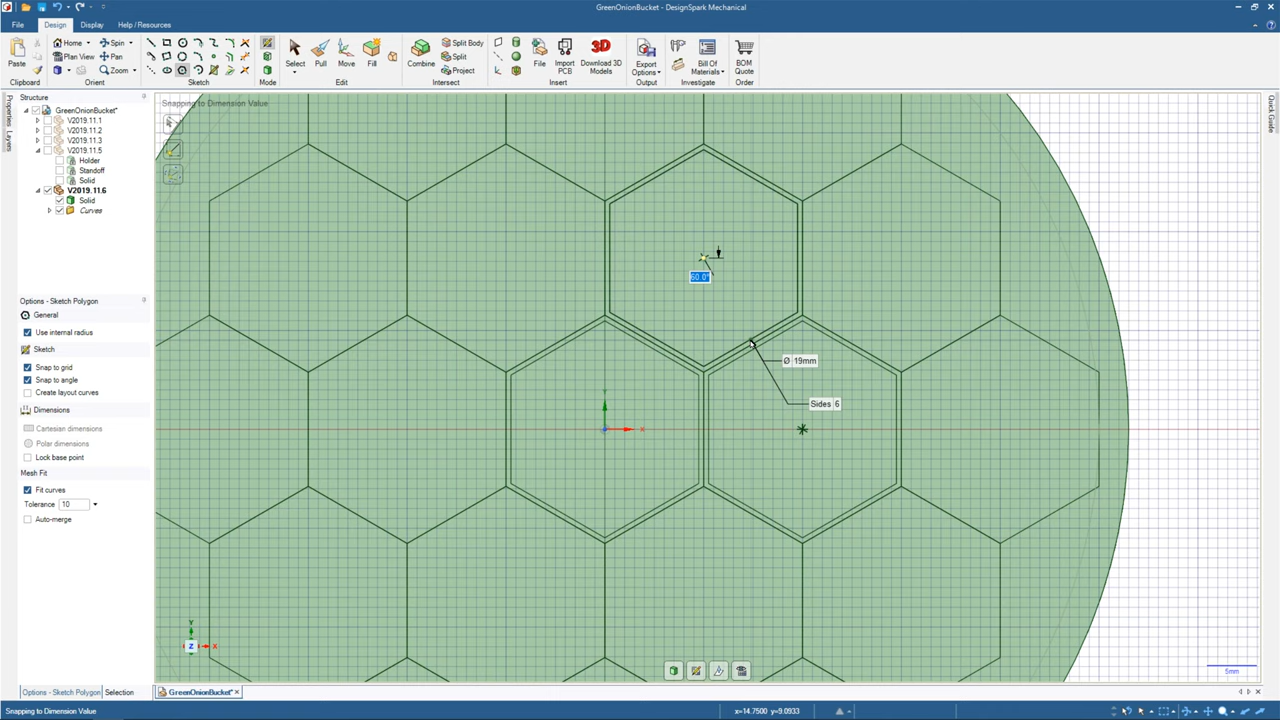 GreenOnionBucket - DesignSpark Mechanical
File Design Display Help / Resources
Home Spin
Plan View Pan
Paste Zoom Select Pull Move Fill Combine Split Body
Split
Project File Import PCB Download 3D Models Export Options Bill Of Materials BOM Quote
Clipboard Orient Sketch Mode Edit Intersect Insert Output Investigate Order
Structure
GreenOnionBucket*
V2019.11.1
V2019.11.2
V2019.11.3
V2019.11.5
Holder
Standoff
Solid
V2019.11.6
Solid
Curves
Properties
Layers
Options - Sketch Polygon
General
Use internal radius
Sketch
Snap to grid
Snap to angle
Create layout curves
Dimensions
Cartesian dimensions
Polar dimensions
Lock base point
Mesh Fit
Fit curves
Tolerance 10
Auto-merge
Options - Sketch Polygon Selection
Snapping to Dimension Value
60.0°
Ø 19mm
Sides 6
Y
X
Y
Z X
5mm
Quick Guide
GreenOnionBucket*
Snapping to Dimension Value
x=14.7500 y=9.0933